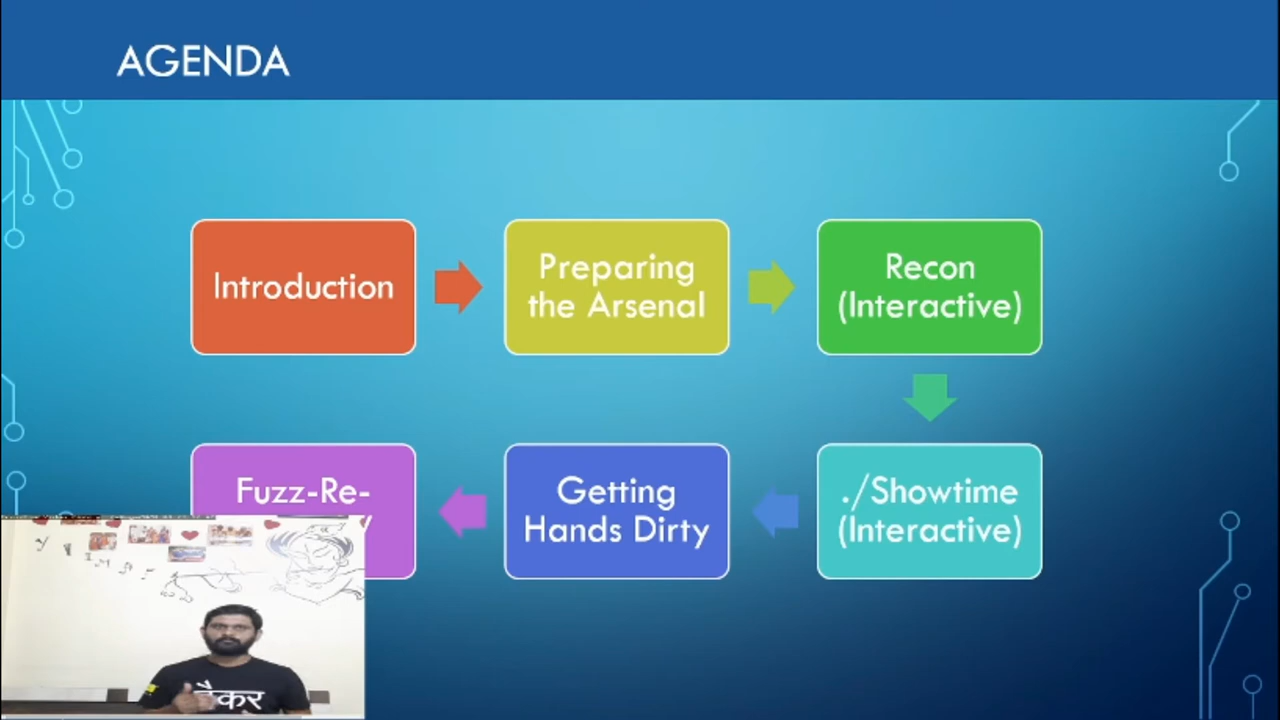 AGENDA
Introduction
Preparing
the Arsenal
Recon
(Interactive)
./Showtime
(Interactive)
Getting
Hands Dirty
Fuzz-Re-
हैकर